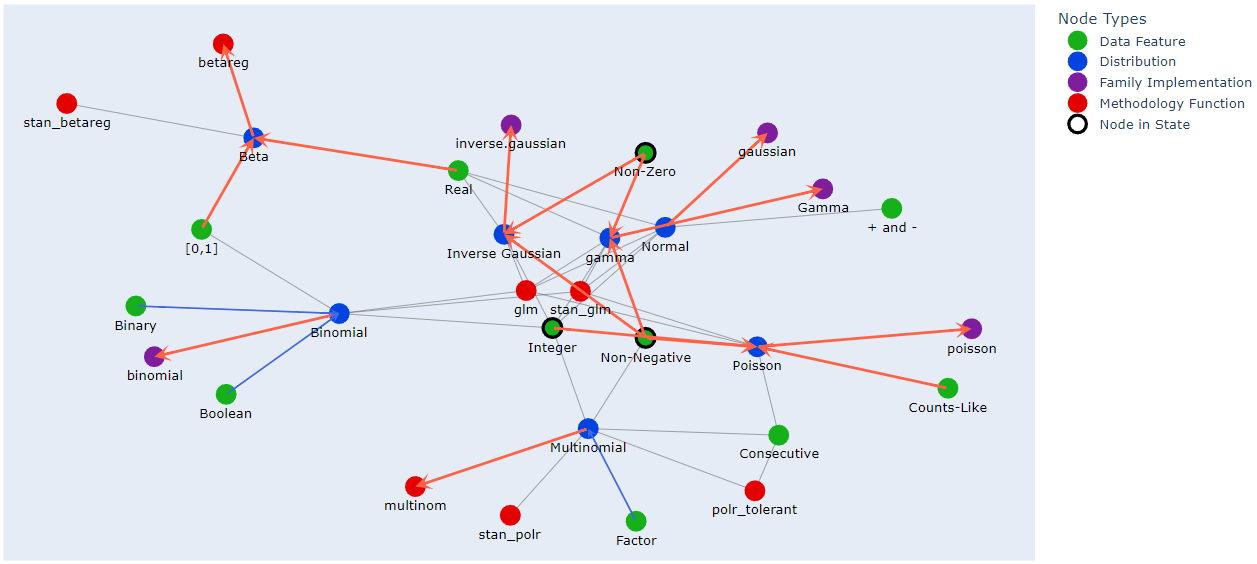 Node Types
Data Feature
Distribution
Family Implementation
Methodology Function
Node in State
betareg
stan_betareg
Beta
inverse.gaussian
gaussian
Non-Zero
Real
Gamma
+ and -
[0,1]
Inverse Gaussian
gamma
Normal
glm
stan_glm
Binary
Binomial
Integer
Non-Negative
Poisson
poisson
binomial
Boolean
Counts-Like
Multinomial
Consecutive
multinom
stan_polr
polr_tolerant
Factor